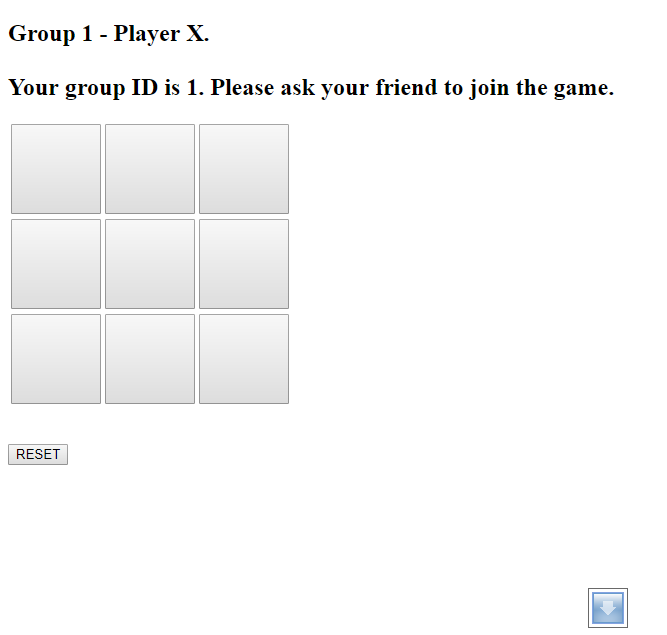 Group 1 - Player X.
Your group ID is 1. Please ask your friend to join the game.
RESET